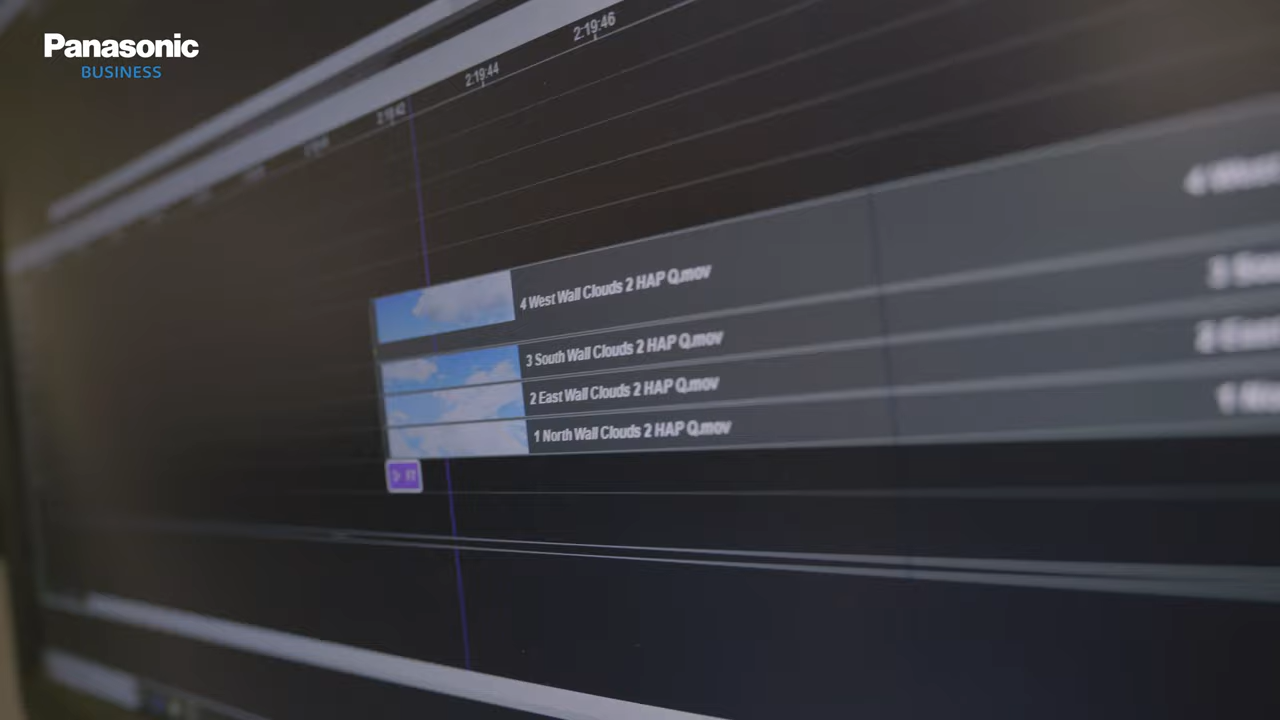 Panasonic
BUSINESS
2:19:46
2:19:44
2:19:42
4 West Wall Clouds 2 HAP Q.mov
3 South Wall Clouds 2 HAP Q.mov
2 East Wall Clouds 2 HAP Q.mov
1 North Wall Clouds 2 HAP Q.mov